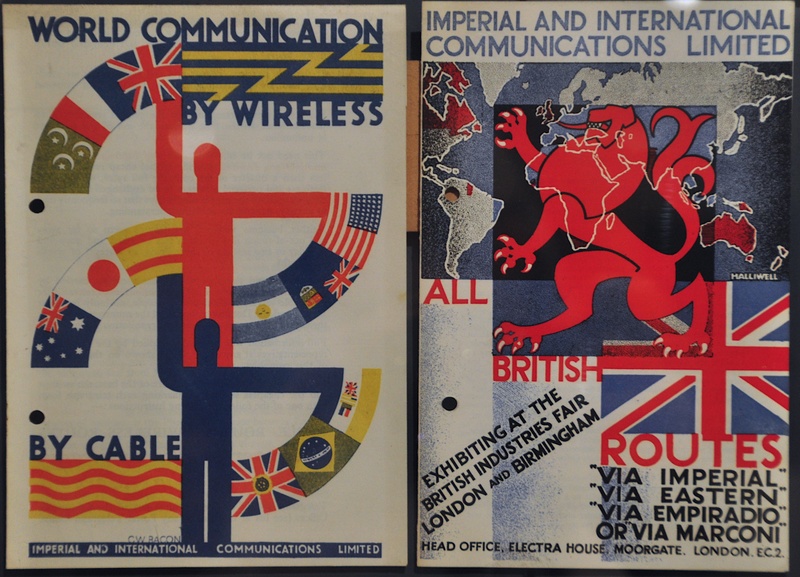 WORLD COMMUNICATION
BY WIRELESS
BY CABLE
C.W. BACON
IMPERIAL AND INTERNATIONAL COMMUNICATIONS LIMITED
IMPERIAL AND INTERNATIONAL
COMMUNICATIONS LIMITED
HALLIWELL
ALL
BRITISH
ROUTES
EXHIBITING AT THE
BRITISH INDUSTRIES FAIR
LONDON AND BIRMINGHAM
"VIA IMPERIAL"
"VIA EASTERN"
"VIA EMPIRADIO"
OR "VIA MARCONI"
HEAD OFFICE, ELECTRA HOUSE, MOORGATE. LONDON. E.C.2.